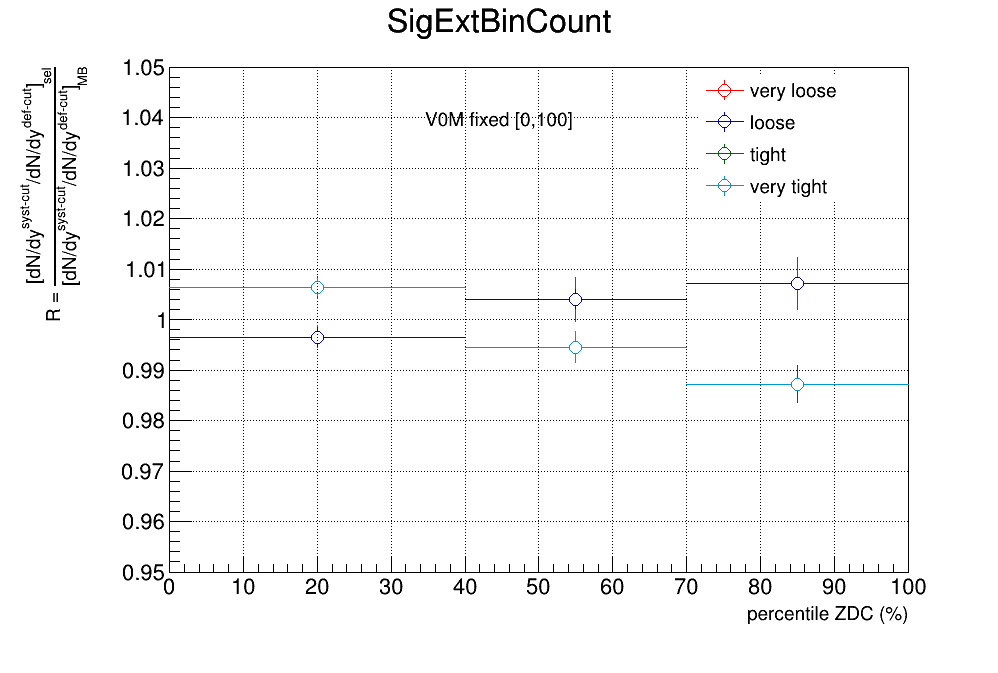 SigExtBinCount
R = [dN/dy^syst-cut/dN/dy^def-cut]_sel
[dN/dy^syst-cut/dN/dy^def-cut]_MB
1.05
1.04
1.03
1.02
1.01
1
0.99
0.98
0.97
0.96
0.95
V0M fixed [0,100]
very loose
loose
tight
very tight
0 10 20 30 40 50 60 70 80 90 100
percentile ZDC (%)